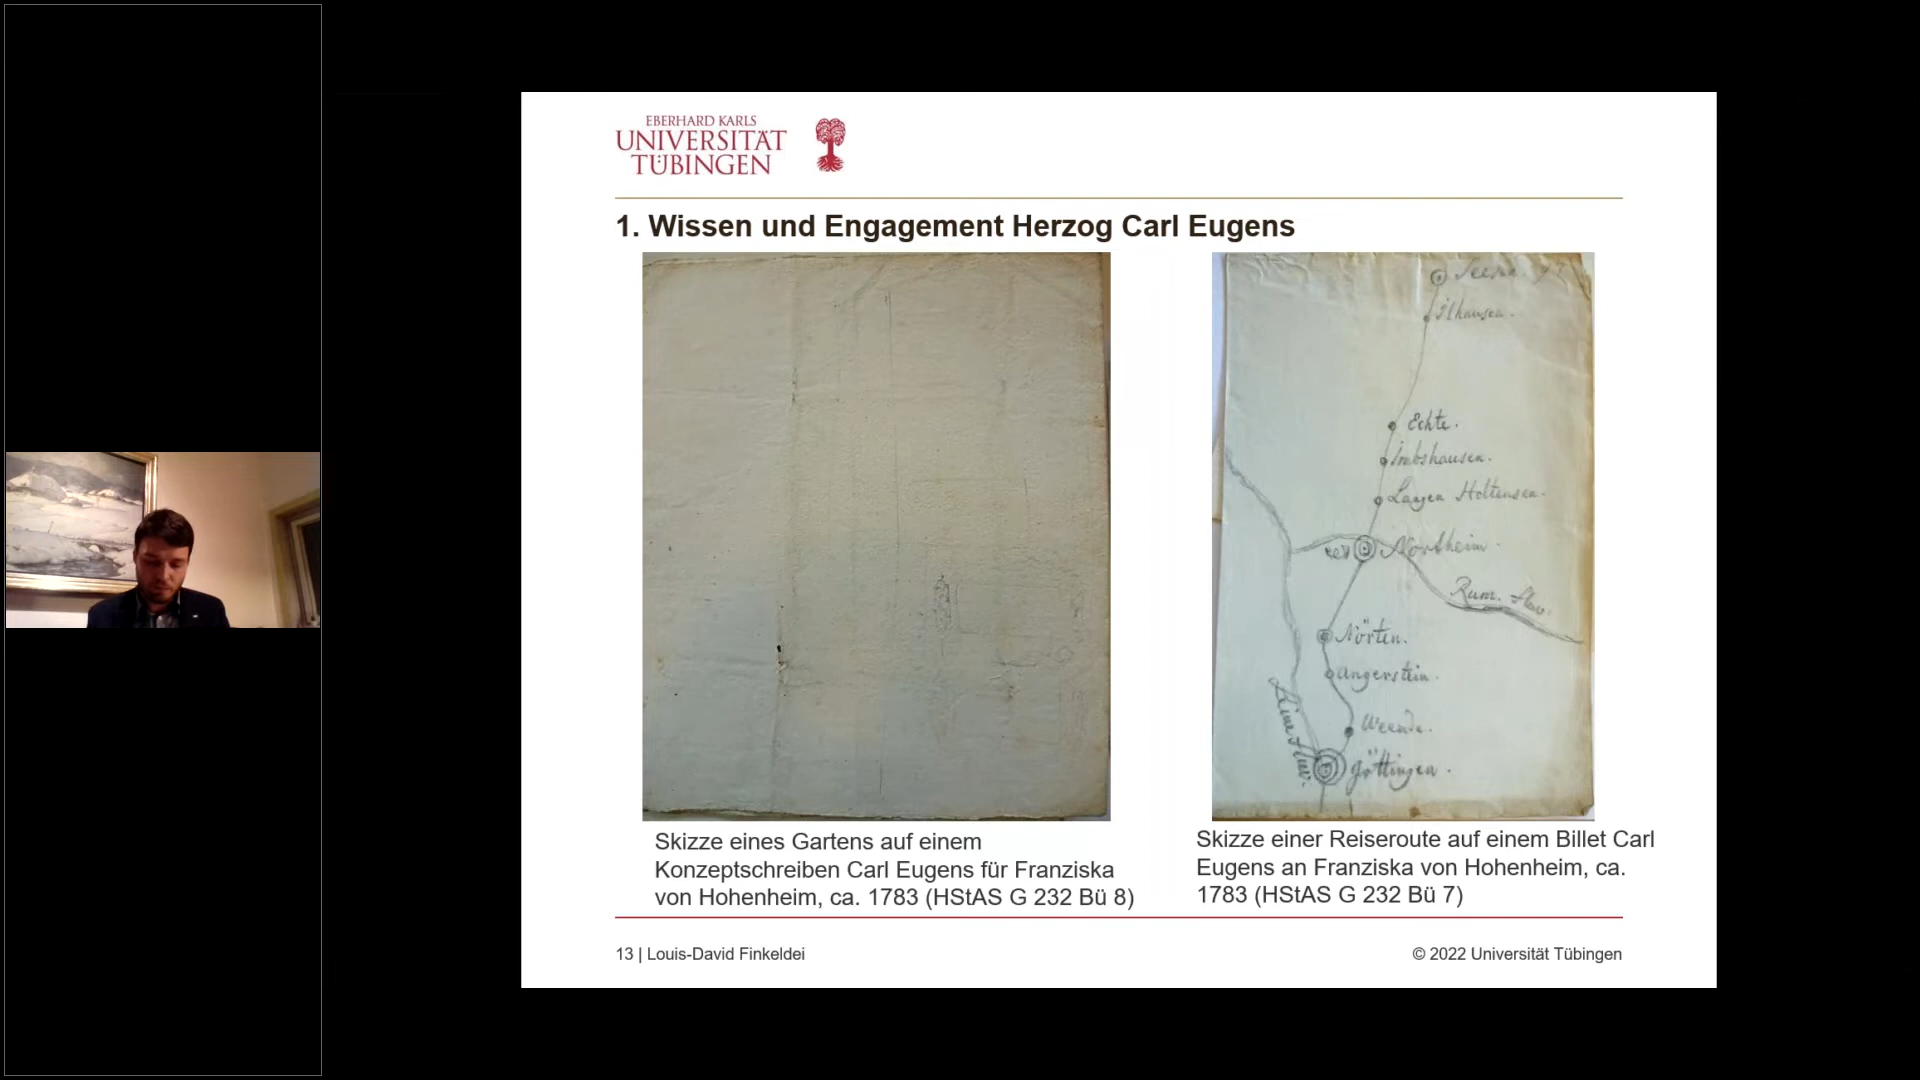 EBERHARD KARLS
UNIVERSITÄT
TÜBINGEN
1. Wissen und Engagement Herzog Carl Eugens
Echte.
Langen Holtensen.
Northeim.
Nörten.
Angerstein.
Weende.
Göttingen.
Skizze eines Gartens auf einem
Konzeptschreiben Carl Eugens für Franziska
von Hohenheim, ca. 1783 (HStAS G 232 Bü 8)
Skizze einer Reiseroute auf einem Billet Carl
Eugens an Franziska von Hohenheim, ca.
1783 (HStAS G 232 Bü 7)
13 | Louis-David Finkeldei
© 2022 Universität Tübingen